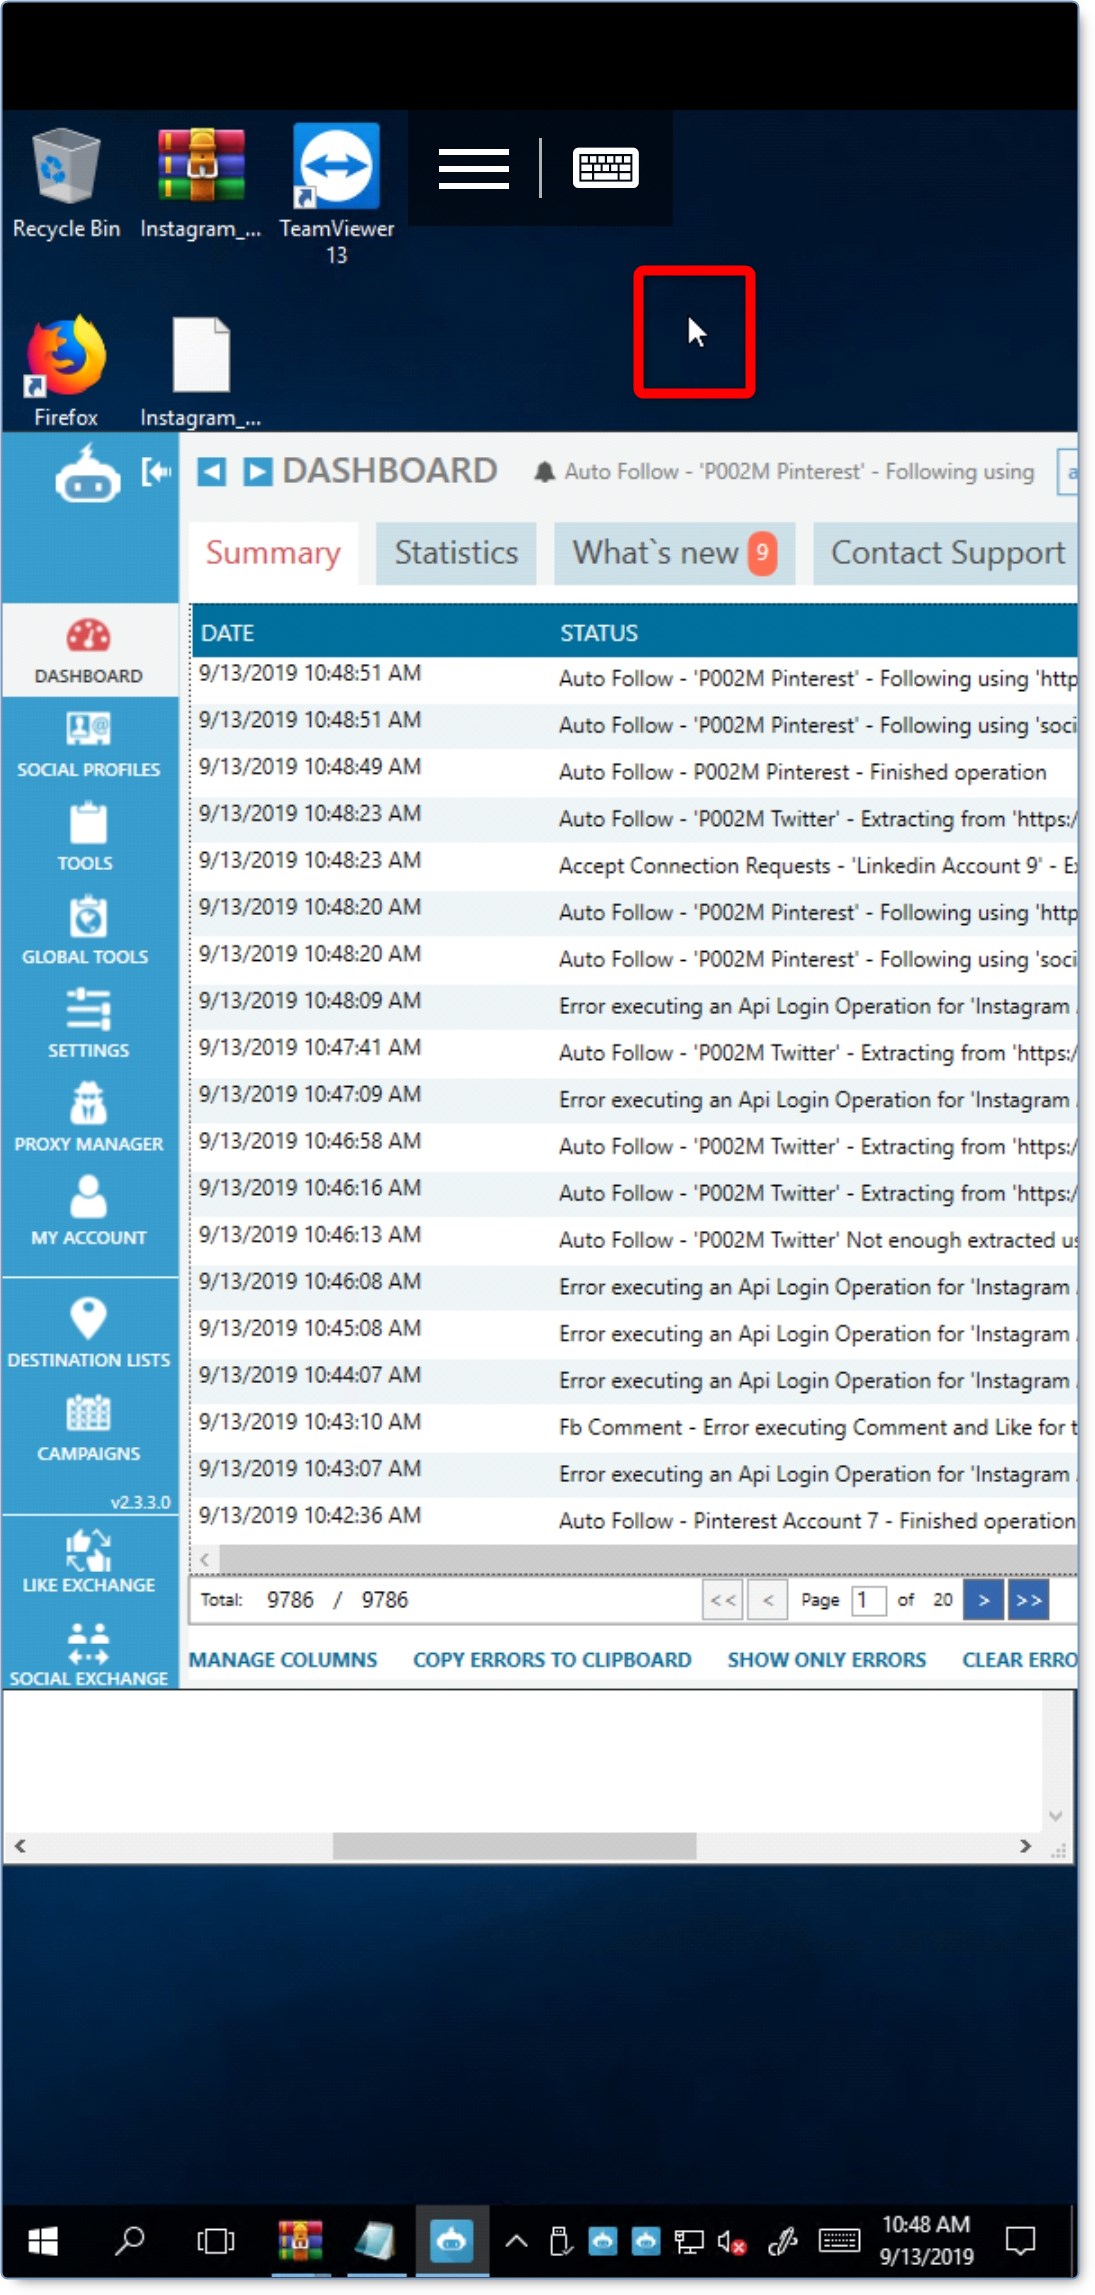 Recycle Bin
Instagram_...
TeamViewer
13
Firefox
Instagram_...
DASHBOARD
Auto Follow - 'P002M Pinterest' - Following using
a
Summary
Statistics
What`s new 9
Contact Support
DATE STATUS
9/13/2019 10:48:51 AM Auto Follow - 'P002M Pinterest' - Following using 'http
9/13/2019 10:48:51 AM Auto Follow - 'P002M Pinterest' - Following using 'soci
9/13/2019 10:48:49 AM Auto Follow - P002M Pinterest - Finished operation
9/13/2019 10:48:23 AM Auto Follow - 'P002M Twitter' - Extracting from 'https:/
9/13/2019 10:48:23 AM Accept Connection Requests - 'Linkedin Account 9' - Ex
9/13/2019 10:48:20 AM Auto Follow - 'P002M Pinterest' - Following using 'http
9/13/2019 10:48:20 AM Auto Follow - 'P002M Pinterest' - Following using 'soci
9/13/2019 10:48:09 AM Error executing an Api Login Operation for 'Instagram
9/13/2019 10:47:41 AM Auto Follow - 'P002M Twitter' - Extracting from 'https:/
9/13/2019 10:47:09 AM Error executing an Api Login Operation for 'Instagram
9/13/2019 10:46:58 AM Auto Follow - 'P002M Twitter' - Extracting from 'https:/
9/13/2019 10:46:16 AM Auto Follow - 'P002M Twitter' - Extracting from 'https:/
9/13/2019 10:46:13 AM Auto Follow - 'P002M Twitter' Not enough extracted us
9/13/2019 10:46:08 AM Error executing an Api Login Operation for 'Instagram
9/13/2019 10:45:08 AM Error executing an Api Login Operation for 'Instagram
9/13/2019 10:44:07 AM Error executing an Api Login Operation for 'Instagram
9/13/2019 10:43:10 AM Fb Comment - Error executing Comment and Like for t
9/13/2019 10:43:07 AM Error executing an Api Login Operation for 'Instagram
9/13/2019 10:42:36 AM Auto Follow - Pinterest Account 7 - Finished operation
Total: 9786 / 9786
<< < Page 1 of 20 > >>
MANAGE COLUMNS COPY ERRORS TO CLIPBOARD SHOW ONLY ERRORS CLEAR ERRO
DASHBOARD
SOCIAL PROFILES
TOOLS
GLOBAL TOOLS
SETTINGS
PROXY MANAGER
MY ACCOUNT
DESTINATION LISTS
CAMPAIGNS
v2.3.3.0
LIKE EXCHANGE
SOCIAL EXCHANGE
10:48 AM
9/13/2019